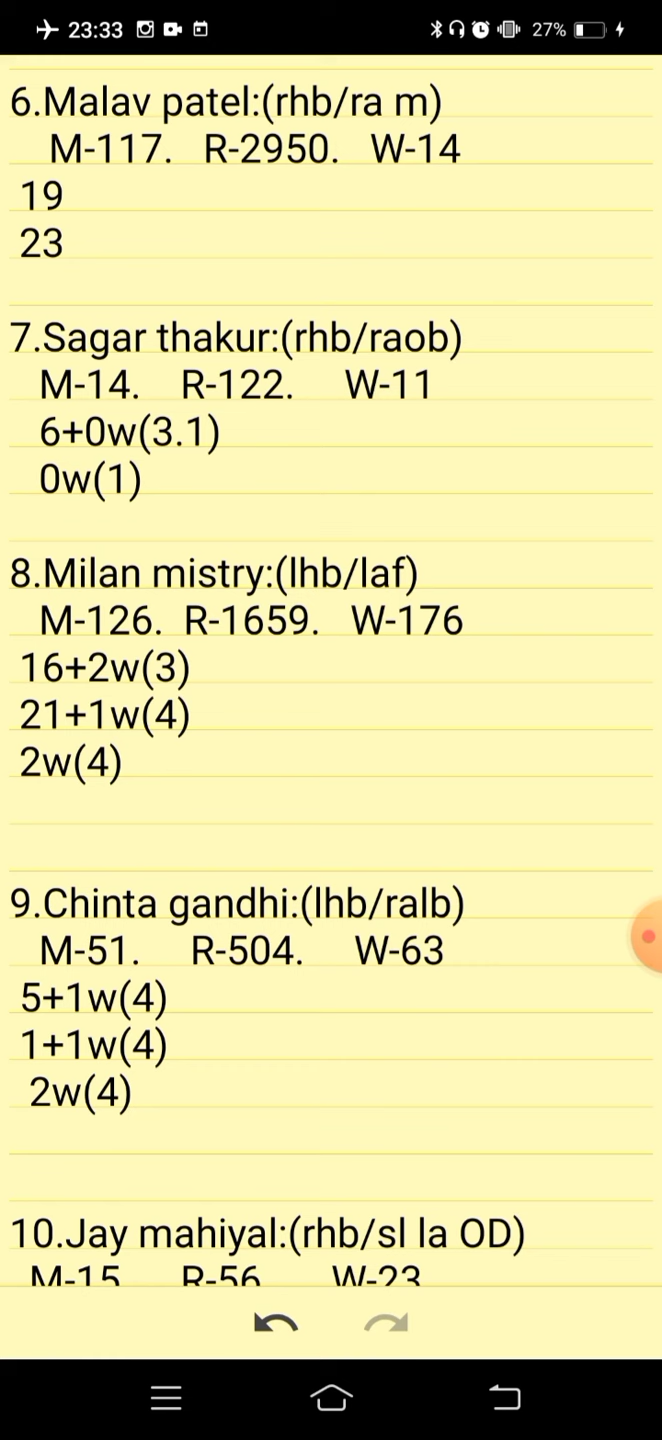 23:33 27%
6.Malav patel:(rhb/ra m)
M-117. R-2950. W-14
19
23
7.Sagar thakur:(rhb/raob)
M-14. R-122. W-11
6+0w(3.1)
0w(1)
8.Milan mistry:(lhb/laf)
M-126. R-1659. W-176
16+2w(3)
21+1w(4)
2w(4)
9.Chinta gandhi:(lhb/ralb)
M-51. R-504. W-63
5+1w(4)
1+1w(4)
2w(4)
10.Jay mahiyal:(rhb/sl la OD)
M-15 R-56 W-23